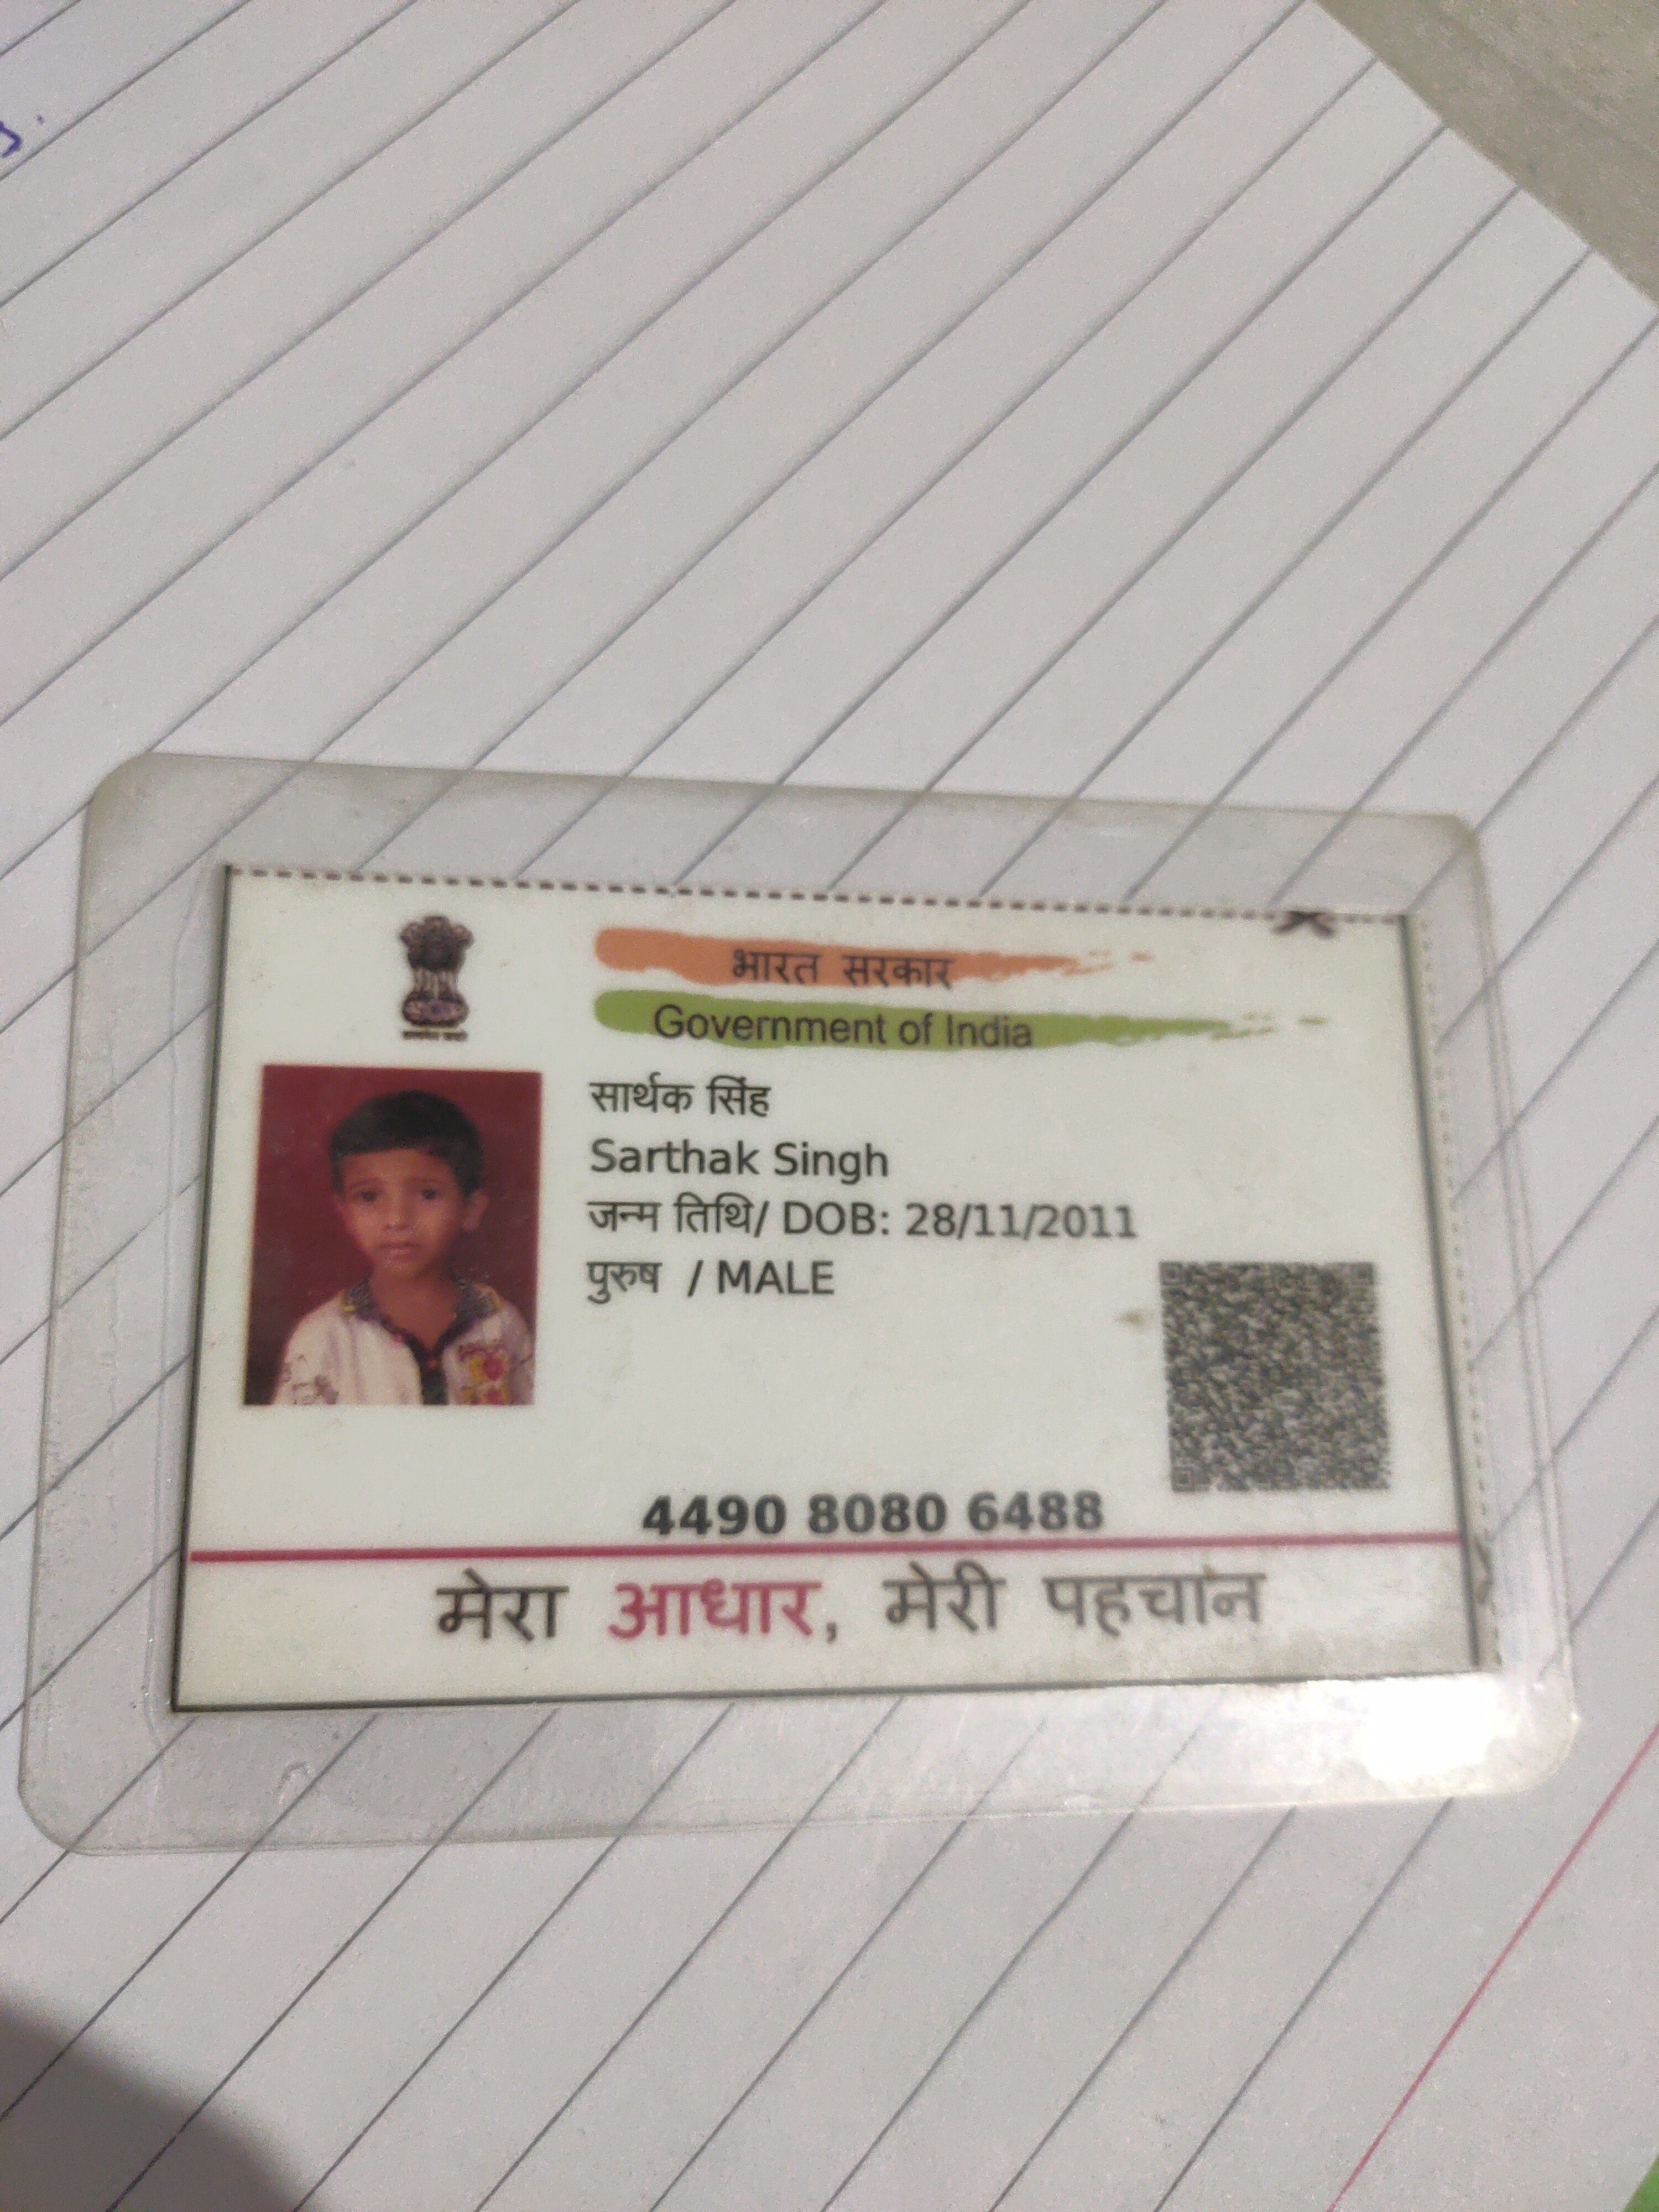 भारत सरकार
Government of India
सार्थक सिंह
Sarthak Singh
जन्म तिथि/ DOB: 28/11/2011
पुरुष / MALE
4490 8080 6488
मेरा आधार, मेरी पहचान